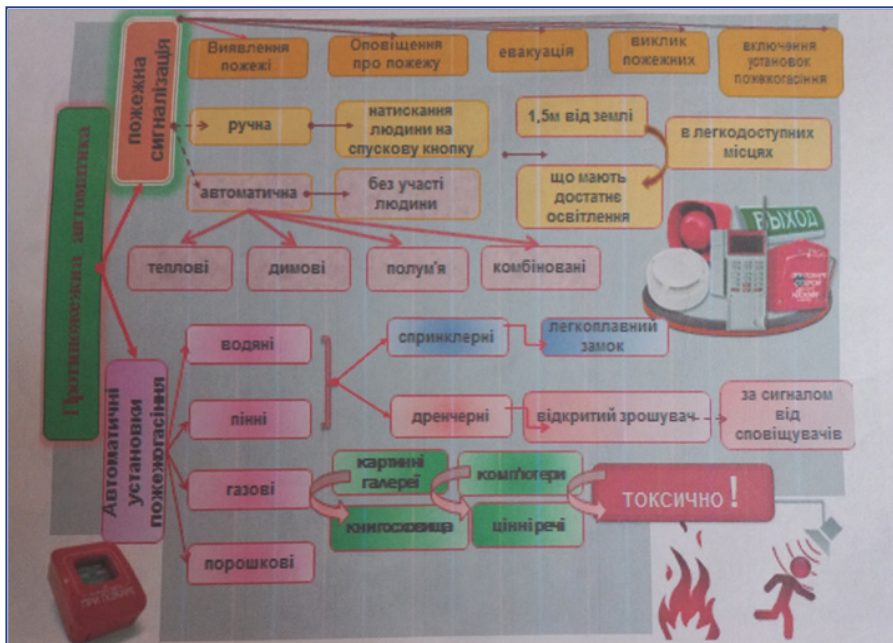 Протипожежна автоматика
пожежна
сигналізація
Виявлення
пожежі
Оповіщення
про пожежу
евакуація
виклик
пожежних
включення
установок
пожежогасіння
ручна
натискання
людини на
спускову кнопку
1,5м від землі
в легкодоступних
місцях
автоматична
без участі
людини
що мають
достатнє
освітлення
теплові
димові
полум'я
комбіновані
ВЫХОД
Автоматичні
установки
пожежогасіння
водяні
пінні
газові
порошкові
спринклерні
легкоплавний
замок
дренчерні
відкритий зрошувач
за сигналом
від
сповіщувачів
картинні
галереї
книгосховища
комп'ютери
цінні речі
токсично!